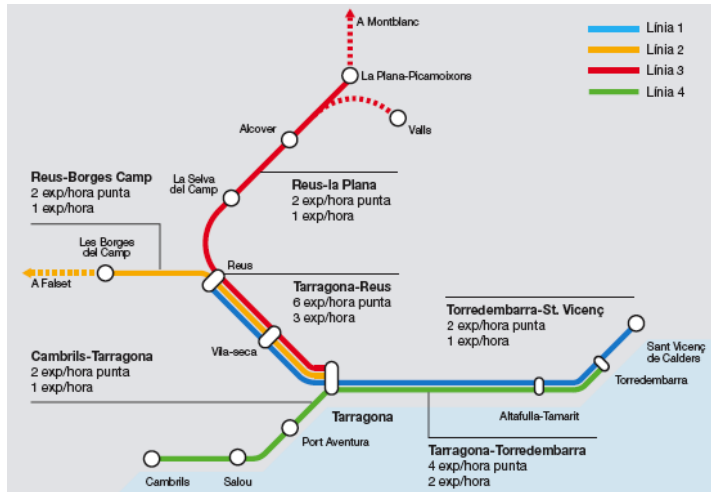 A Montblanc
Línia 1
Línia 2
Línia 3
Línia 4
La Plana-Picamoixons
Alcover
Valls
Reus-Borges Camp
2 exp/hora punta
1 exp/hora
La Selva
del Camp
Reus-la Plana
2 exp/hora punta
1 exp/hora
Les Borges
del Camp
A Falset
Reus
Tarragona-Reus
6 exp/hora punta
3 exp/hora
Torredembarra-St. Vicenç
2 exp/hora punta
1 exp/hora
Sant Vicenç
de Calders
Vila-seca
Cambrils-Tarragona
2 exp/hora punta
1 exp/hora
Torredembarra
Tarragona
Altafulla-Tamarit
Port Aventura
Tarragona-Torredembarra
4 exp/hora punta
2 exp/hora
Cambrils
Salou